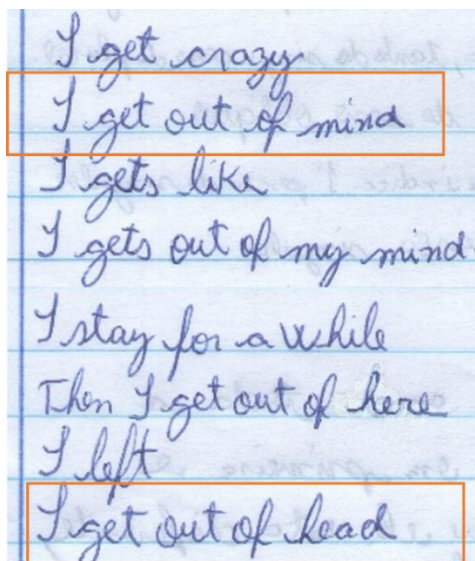 I get crazy
I get out of mind
I gets like
I gets out of my mind
I stay for a while
Then I get out of here
I left
I get out of head